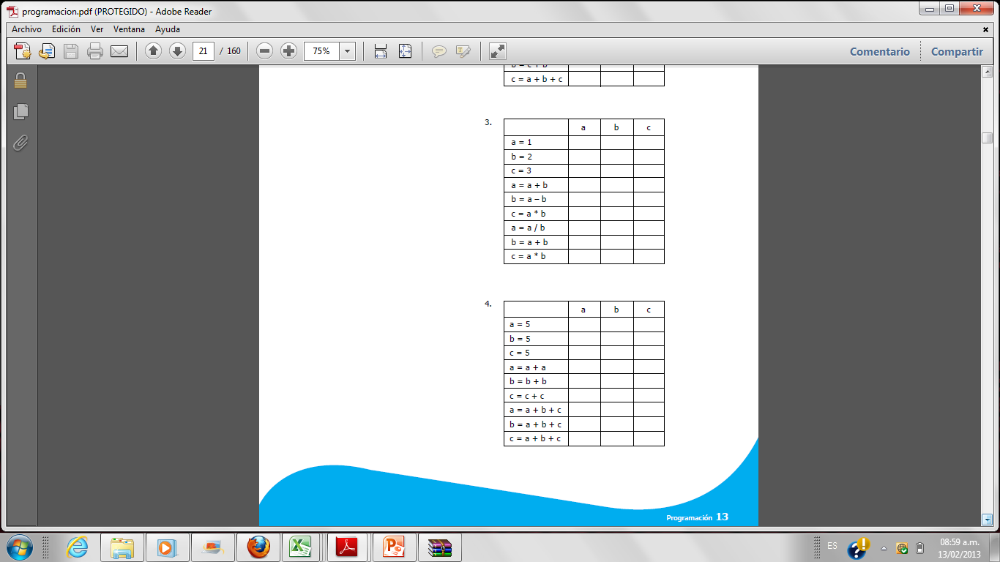 programacion.pdf (PROTEGIDO) - Adobe Reader
Archivo Edición Ver Ventana Ayuda
21 / 160 75% Comentario Compartir
b = c + b
c = a + b + c
3.
a b c
a = 1
b = 2
c = 3
a = a + b
b = a – b
c = a * b
a = a / b
b = a + b
c = a * b
4.
a b c
a = 5
b = 5
c = 5
a = a + a
b = b + b
c = c + c
a = a + b + c
b = a + b + c
c = a + b + c
Programación 13
ES 08:59 a.m.
13/02/2013